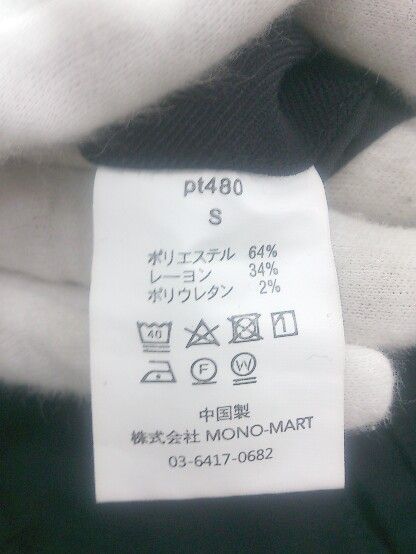 pt480
S
ポリエステル 64%
レーヨン 34%
ポリウレタン 2%
40
F W
中国製
株式会社 MONO-MART
03-6417-0682